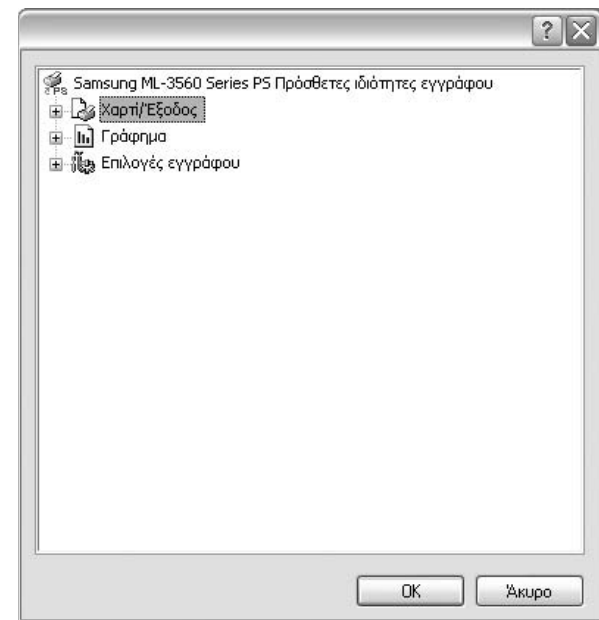 Samsung ML-3560 Series PS Πρόσθετες ιδιότητες εγγράφου
Χαρτί/Έξοδος
Γράφημα
Επιλογές εγγράφου
OK Άκυρο